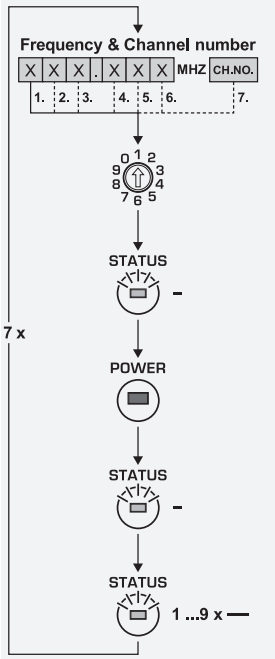 Frequency & Channel number
X X X . X X X MHZ CH.NO.
1. 2. 3. 4. 5. 6. 7.
0 1 2
9 3
8 4
7 6 5
STATUS
–
7 x
POWER
STATUS
–
STATUS
1 ...9 x —